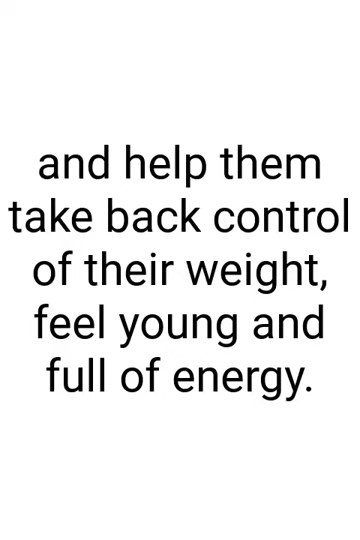 and help them
take back control
of their weight,
feel young and
full of energy.